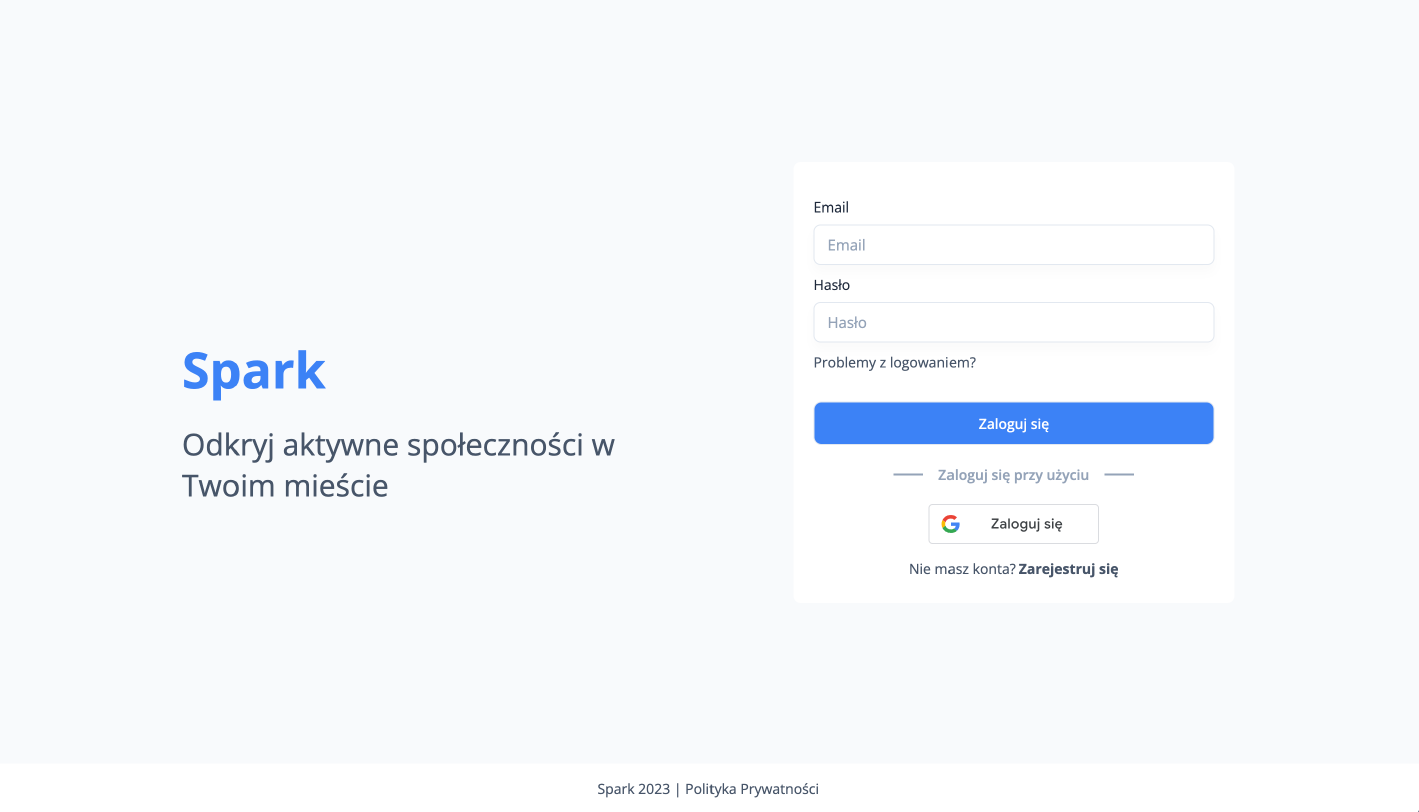 Spark
Odkryj aktywne społeczności w
Twoim mieście
Email
Email
Hasło
Hasło
Problemy z logowaniem?
Zaloguj się
Zaloguj się przy użyciu
Zaloguj się
Nie masz konta? Zarejestruj się
Spark 2023 | Polityka Prywatności